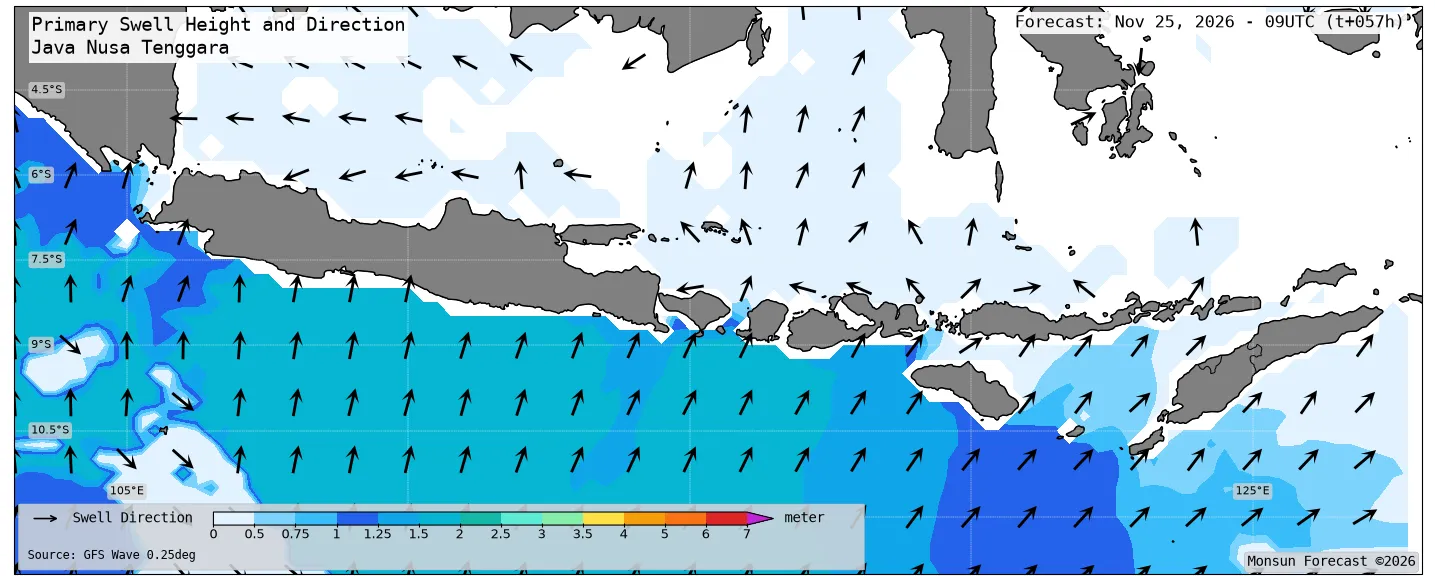 Primary Swell Height and Direction
Java Nusa Tenggara
Forecast: Nov 25, 2026 - 09UTC (t+057h)
4.5°S
6°S
7.5°S
9°S
10.5°S
105°E
125°E
Swell Direction
0 0.5 0.75 1 1.25 1.5 2 2.5 3 3.5 4 5 6 7
meter
Source: GFS Wave 0.25deg
Monsun Forecast ©2026